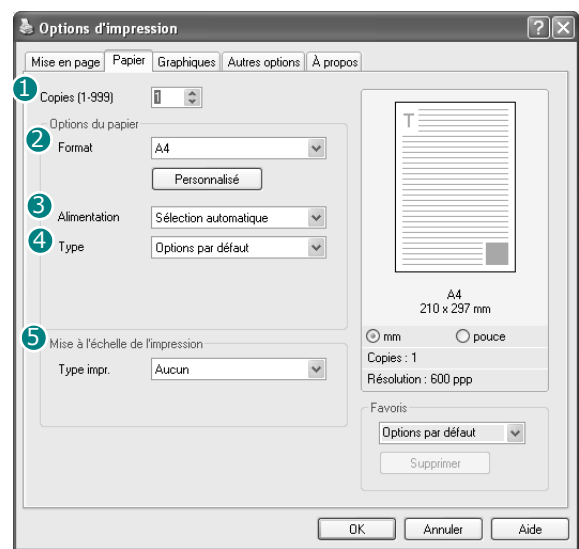 Options d'impression
Mise en page Papier Graphiques Autres options À propos
1 Copies (1-999) 1
Options du papier
2 Format A4
Personnalisé
3 Alimentation Sélection automatique
4 Type Options par défaut
5 Mise à l'échelle de l'impression
Type impr. Aucun
T
A4
210 x 297 mm
mm pouce
Copies : 1
Résolution : 600 ppp
Favoris
Options par défaut
Supprimer
OK Annuler Aide